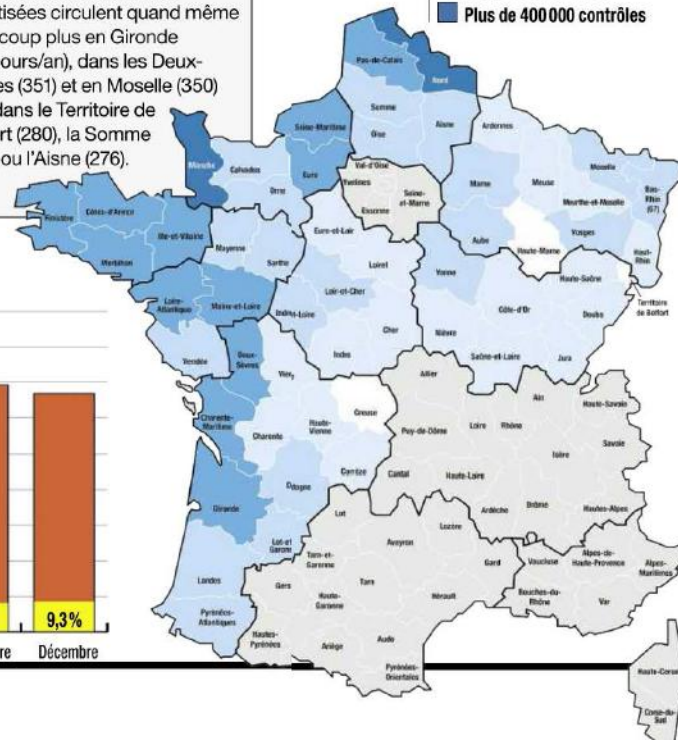 tisées circulent quand même
coup plus en Gironde
ours/an), dans les Deux-
es (351) et en Moselle (350)
dans le Territoire de
rt (280), la Somme
ou l'Aisne (276).
Plus de 400 000 contrôles
Pas-de-Calais
Nord
Somme
Seine-Maritime
Oise
Aisne
Ardennes
Manche
Calvados
Eure
Orne
Val-d'Oise
Yvelines
Seine-
et-Marne
Essonne
Marne
Meuse
Moselle
Meurthe-et-Moselle
Bas-
Rhin
(67)
Vosges
Haut-
Rhin
Aube
Haute-Marne
Finistère
Côtes-d'Armor
Ille-et-Vilaine
Morbihan
Mayenne
Sarthe
Eure-et-Loir
Loiret
Loir-et-Cher
Yonne
Haute-Saône
Territoire
de Belfort
Loire-
Atlantique
Maine-et-Loire
Cher
Nièvre
Côte-d'Or
Doubs
Vendée
Deux-
Sèvres
Indre
Saône-et-Loire
Jura
Allier
Charente-
Maritime
Charente
Haute-
Vienne
Creuse
Puy-de-Dôme
Loire
Rhône
Ain
Haute-Savoie
Savoie
Isère
Corrèze
Cantal
Haute-Loire
Gironde
Lot
Lot-et
Garonne
Ardèche
Drôme
Hautes-Alpes
Lozère
Aveyron
Tarn-et-
Garonne
Landes
Gers
Tarn
Gard
Vaucluse
Alpes-de-
Haute-Provence
Alpes-
Maritimes
Haute-
Garonne
Hérault
Bouches-du-
Rhône
Var
Pyrénées-
Atlantiques
Hautes-
Pyrénées
Ariège
Aude
Pyrénées-
Orientales
9,3%
re
Décembre
Haute-Corse
Corse-du-
Sud